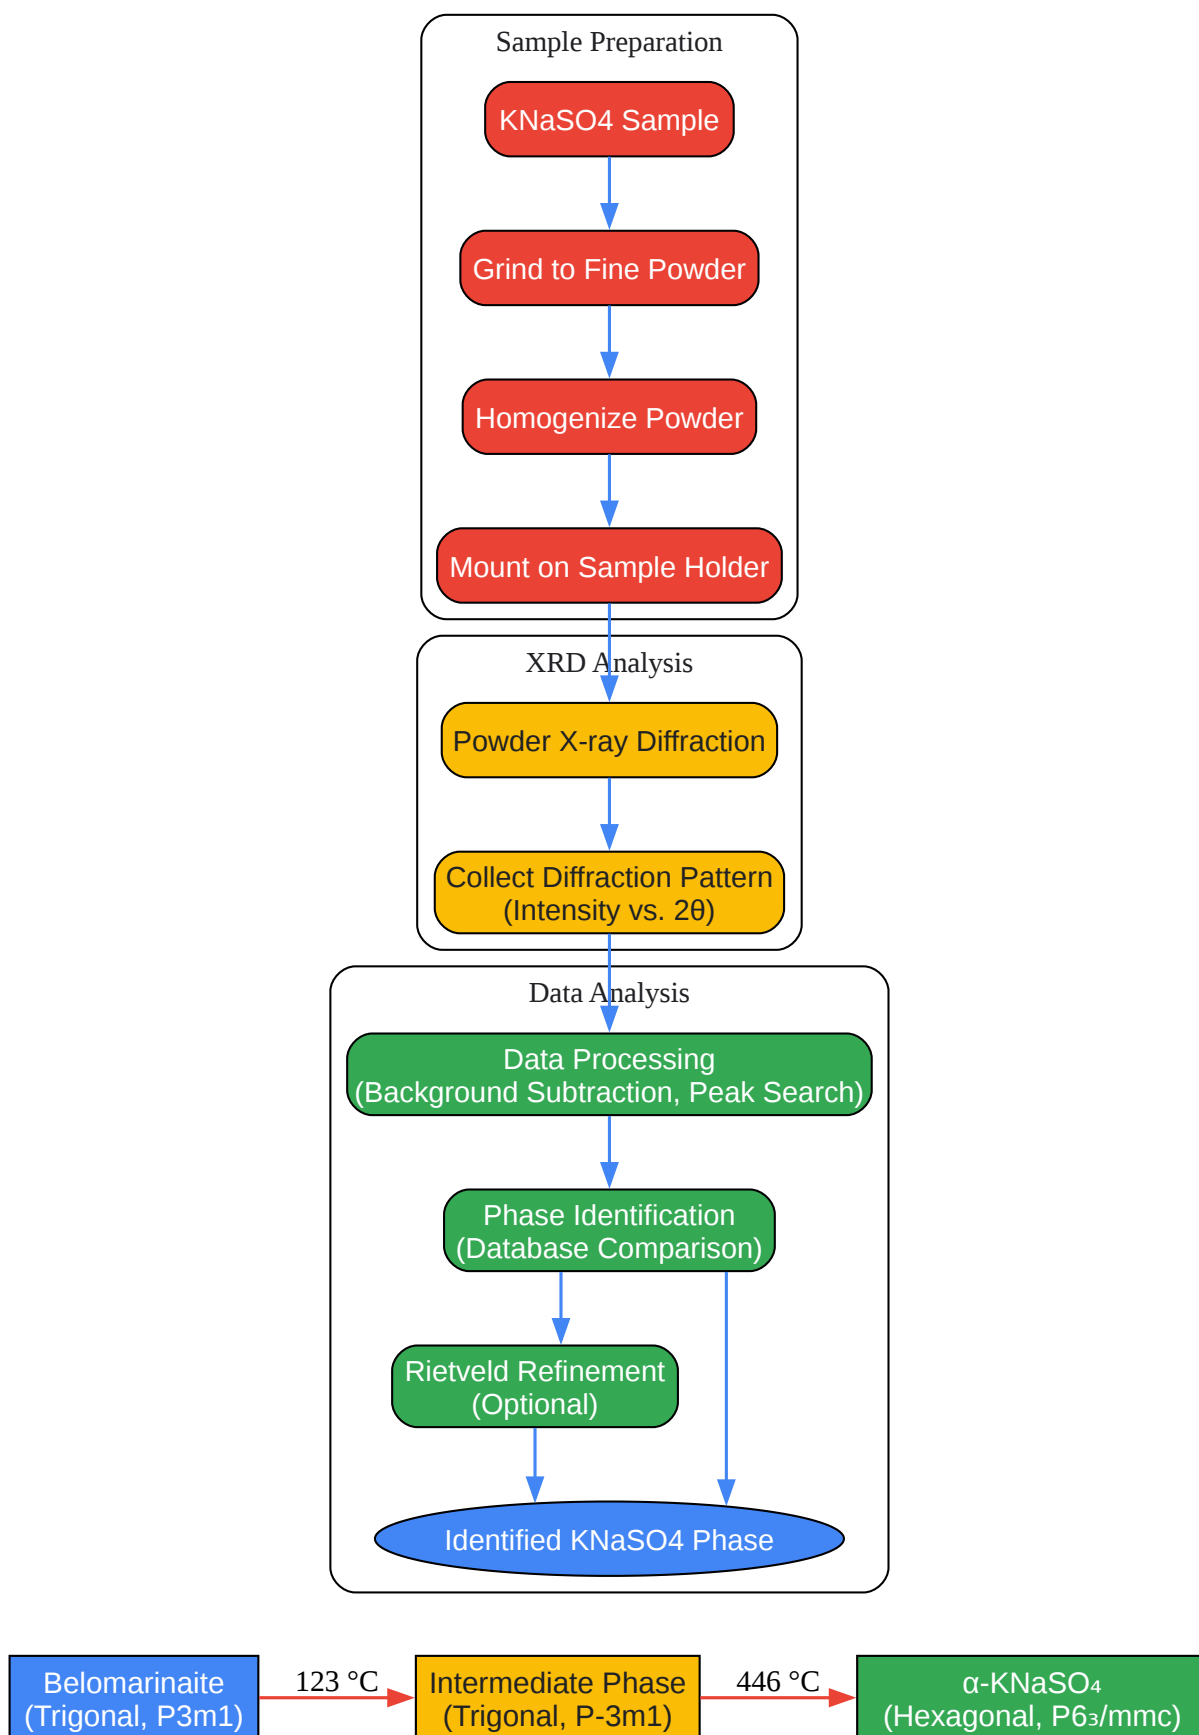 Sample Preparation
KNaSO4 Sample
Grind to Fine Powder
Homogenize Powder
Mount on Sample Holder
XRD Analysis
Powder X-ray Diffraction
Collect Diffraction Pattern
(Intensity vs. 2θ)
Data Analysis
Data Processing
(Background Subtraction, Peak Search)
Phase Identification
(Database Comparison)
Rietveld Refinement
(Optional)
Identified KNaSO4 Phase
Belomarinaite
(Trigonal, P3m1)
123 °C
Intermediate Phase
(Trigonal, P-3m1)
446 °C
α-KNaSO₄
(Hexagonal, P6₃/mmc)